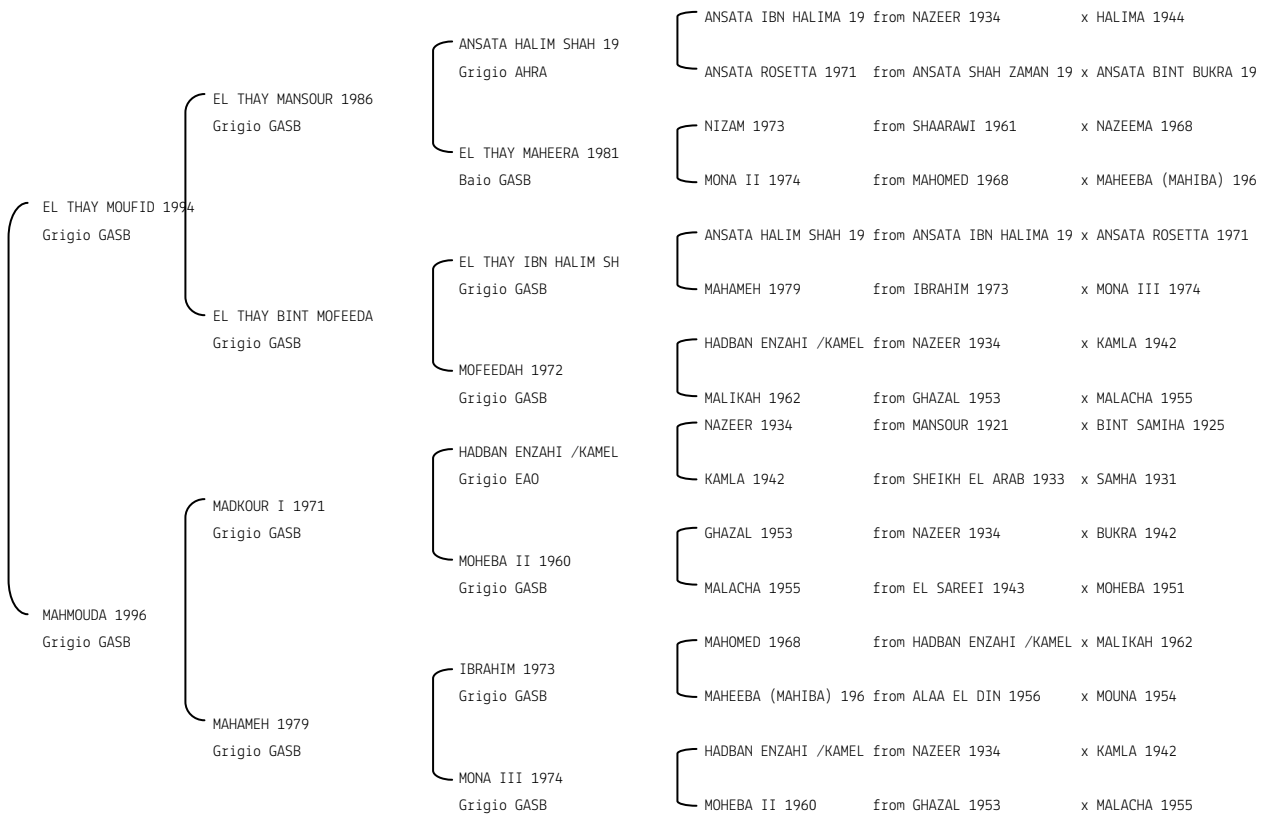 ANSATA IBN HALIMA 19 from NAZEER 1934 x HALIMA 1944
ANSATA HALIM SHAH 19
Grigio AHRA ANSATA ROSETTA 1971 from ANSATA SHAH ZAMAN 19 x ANSATA BINT BUKRA 19
EL THAY MANSOUR 1986
Grigio GASB NIZAM 1973 from SHAARAWI 1961 x NAZEEMA 1968
EL THAY MAHEERA 1981
Baio GASB MONA II 1974 from MAHOMED 1968 x MAHEEBA (MAHIBA) 196
EL THAY MOUFID 1994
Grigio GASB ANSATA HALIM SHAH 19 from ANSATA IBN HALIMA 19 x ANSATA ROSETTA 1971
EL THAY IBN HALIM SH
Grigio GASB MAHAMEH 1979 from IBRAHIM 1973 x MONA III 1974
EL THAY BINT MOFEEDA
Grigio GASB HADBAN ENZAHI /KAMEL from NAZEER 1934 x KAMLA 1942
MOFEEDAH 1972
Grigio GASB MALIKAH 1962 from GHAZAL 1953 x MALACHA 1955
NAZEER 1934 from MANSOUR 1921 x BINT SAMIHA 1925
HADBAN ENZAHI /KAMEL
Grigio EAO KAMLA 1942 from SHEIKH EL ARAB 1933 x SAMHA 1931
MADKOUR I 1971
Grigio GASB GHAZAL 1953 from NAZEER 1934 x BUKRA 1942
MOHEBA II 1960
Grigio GASB MALACHA 1955 from EL SAREEI 1943 x MOHEBA 1951
MAHMOUDA 1996
Grigio GASB MAHOMED 1968 from HADBAN ENZAHI /KAMEL x MALIKAH 1962
IBRAHIM 1973
Grigio GASB MAHEEBA (MAHIBA) 196 from ALAA EL DIN 1956 x MOUNA 1954
MAHAMEH 1979
Grigio GASB HADBAN ENZAHI /KAMEL from NAZEER 1934 x KAMLA 1942
MONA III 1974
Grigio GASB MOHEBA II 1960 from GHAZAL 1953 x MALACHA 1955